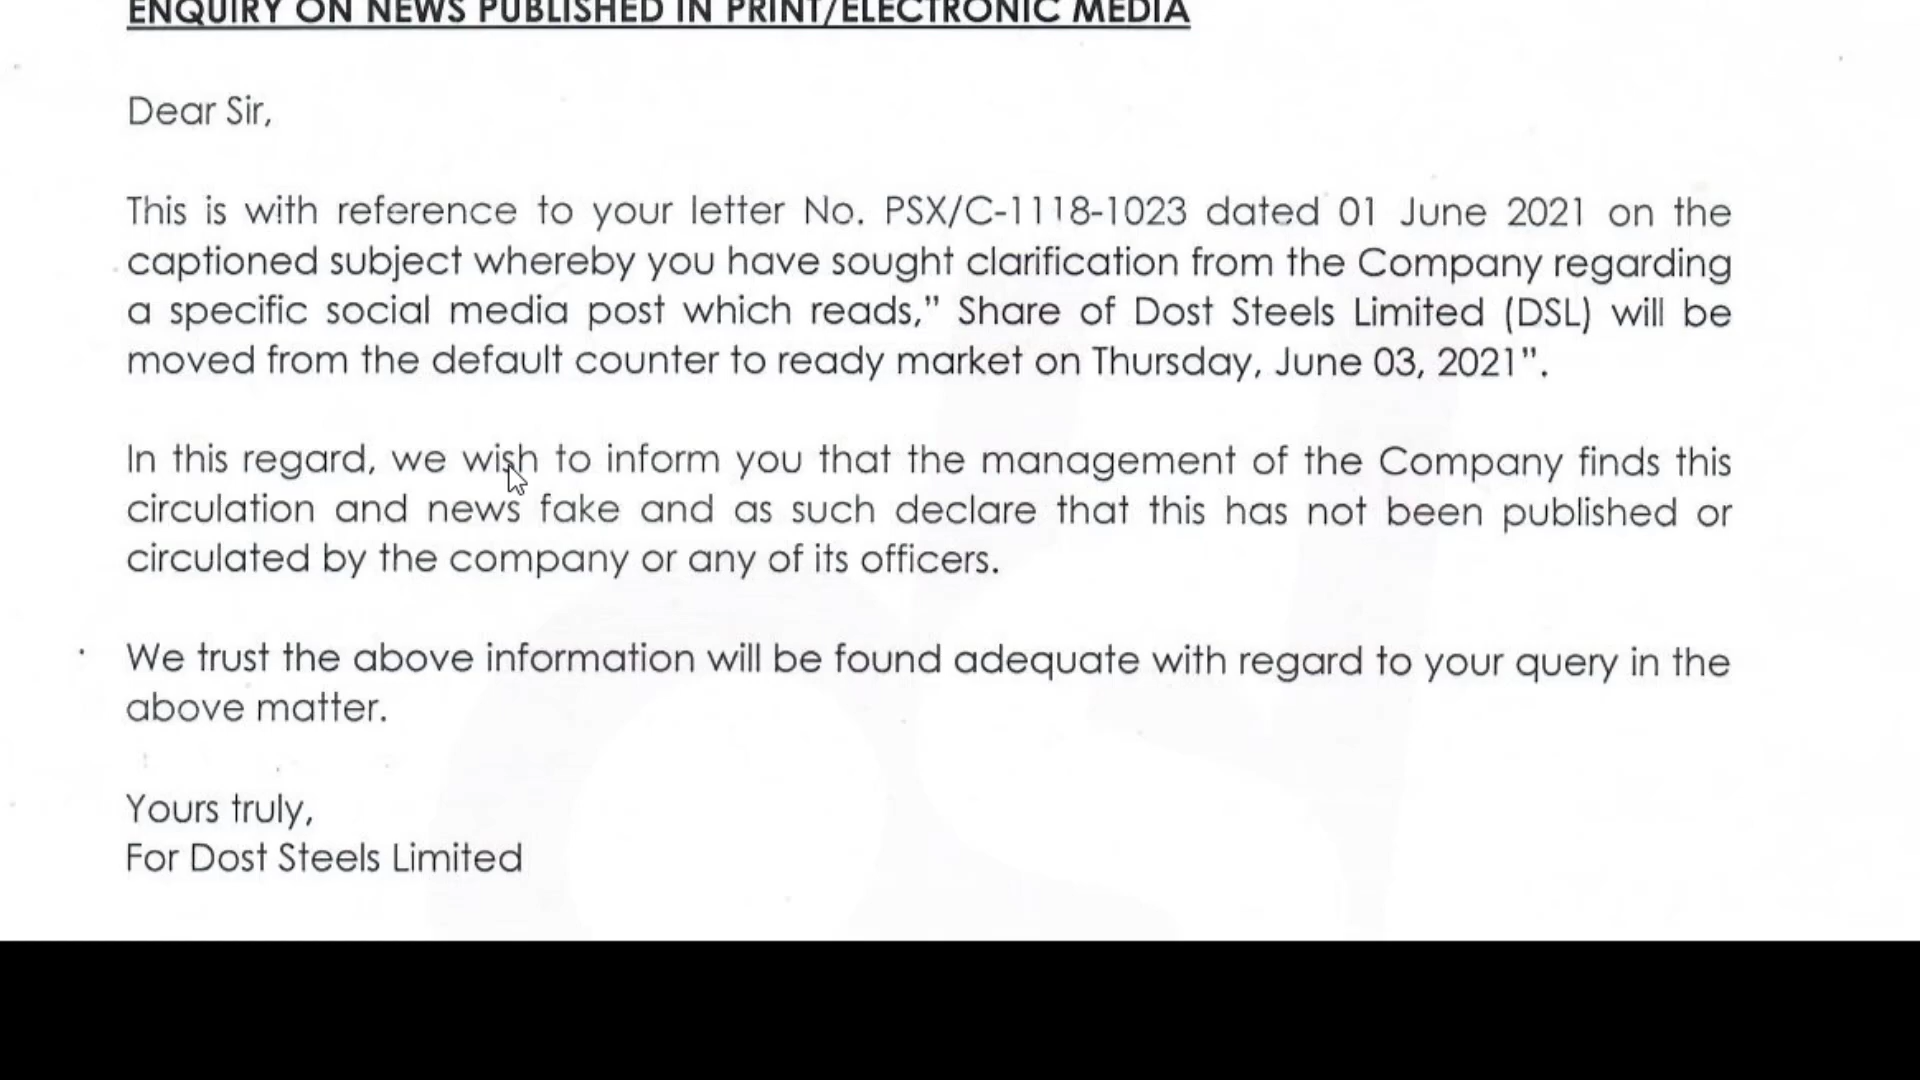 ENQUIRY ON NEWS PUBLISHED IN PRINT/ELECTRONIC MEDIA
Dear Sir,
This is with reference to your letter No. PSX/C-1118-1023 dated 01 June 2021 on the
captioned subject whereby you have sought clarification from the Company regarding
a specific social media post which reads," Share of Dost Steels Limited (DSL) will be
moved from the default counter to ready market on Thursday, June 03, 2021".
In this regard, we wish to inform you that the management of the Company finds this
circulation and news fake and as such declare that this has not been published or
circulated by the company or any of its officers.
We trust the above information will be found adequate with regard to your query in the
above matter.
Yours truly,
For Dost Steels Limited